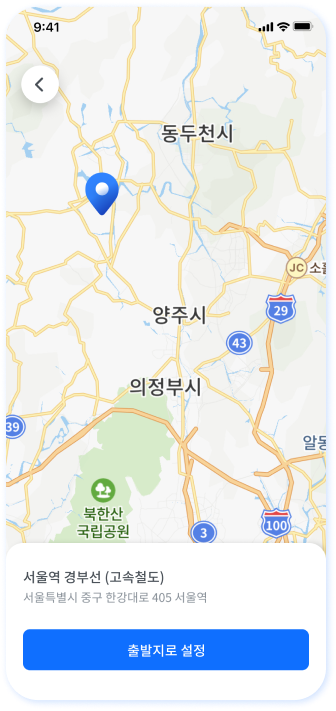 9:41
동두천시
JC 소흘
29
양주시
43
의정부시
39
알동
북한산
국립공원
100
3
서울역 경부선 (고속철도)
서울특별시 중구 한강대로 405 서울역
출발지로 설정